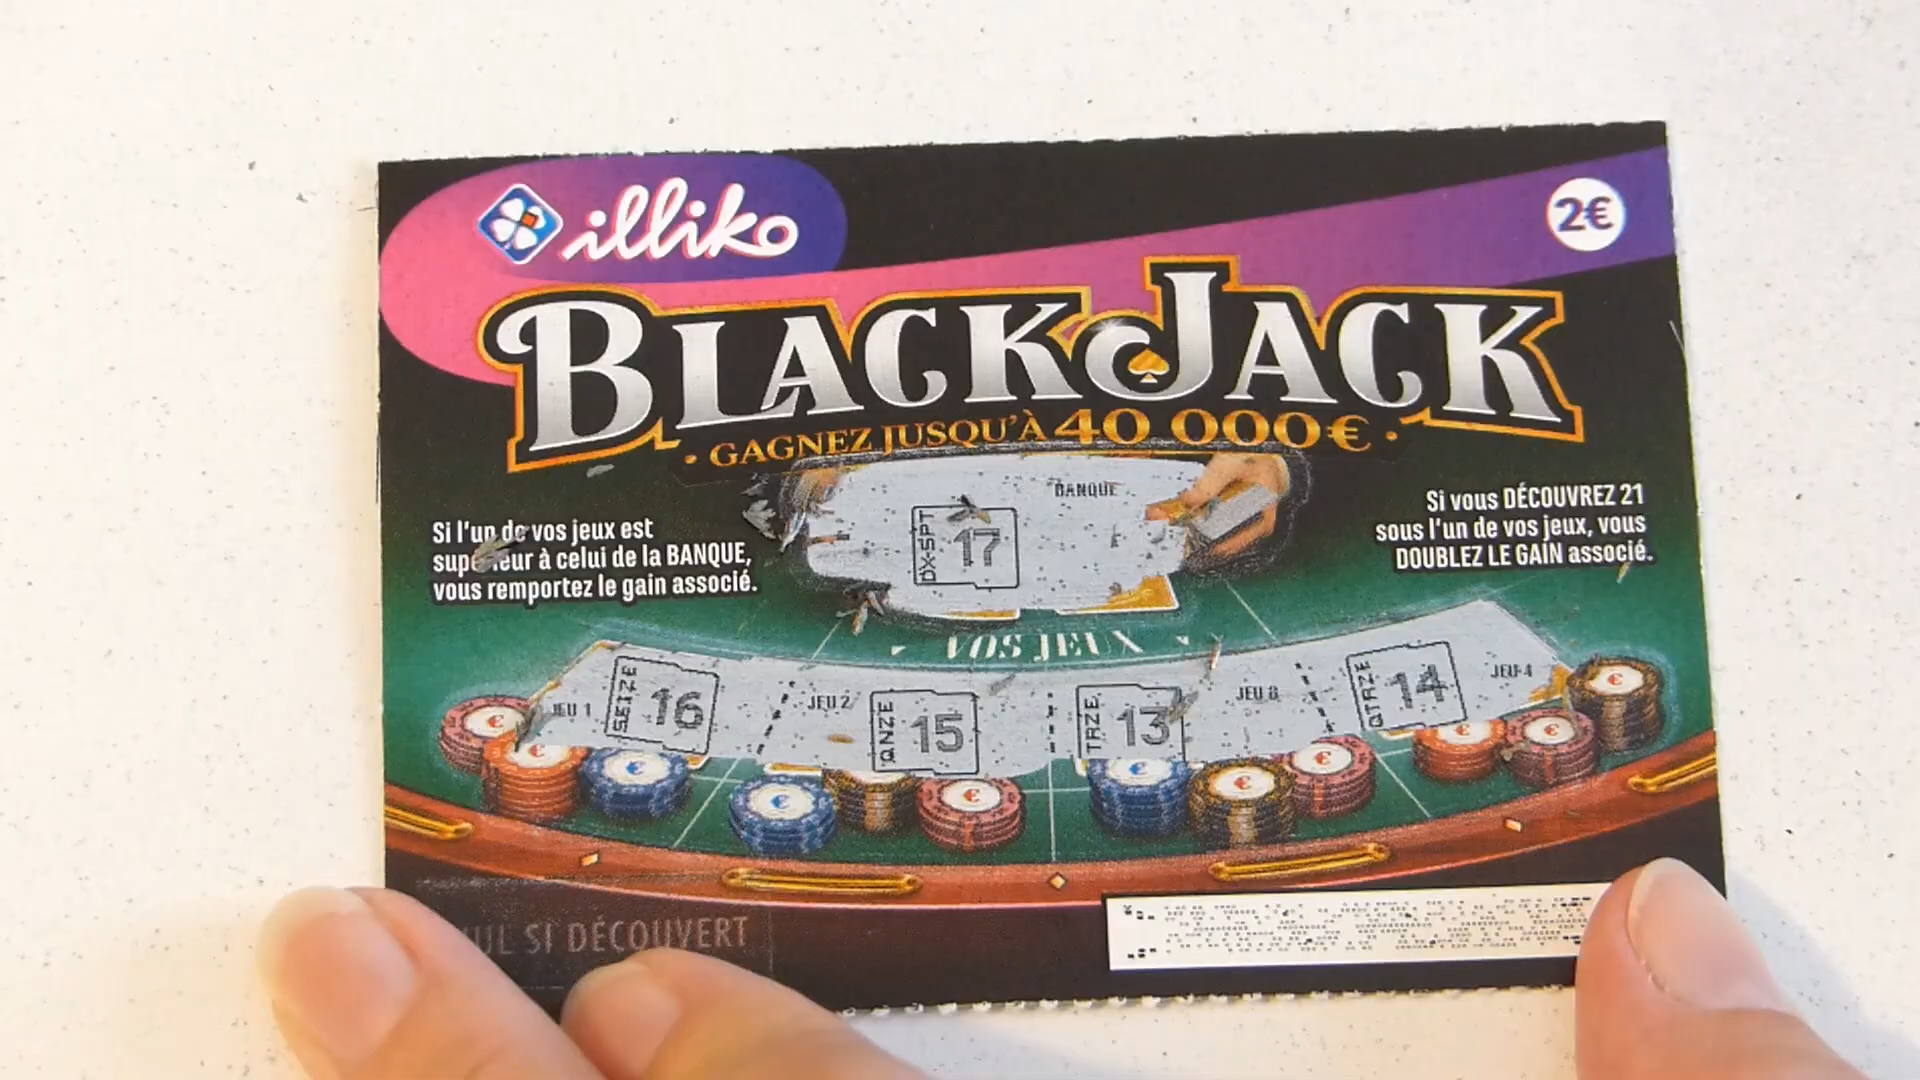 illiko
2€
BLACKJACK
• GAGNEZ JUSQU'À 40 000€ •
Si l'un de vos jeux est
supérieur à celui de la BANQUE,
vous remportez le gain associé.
BANQUE
DX-SPT
17
Si vous DÉCOUVREZ 21
sous l'un de vos jeux, vous
DOUBLEZ LE GAIN associé.
VOS JEUX
JEU 1
SEIZE
16
JEU 2
QNZE
15
TRZE
13
JEU 3
QTRZE
14
JEU 4
SI DÉCOUVERT